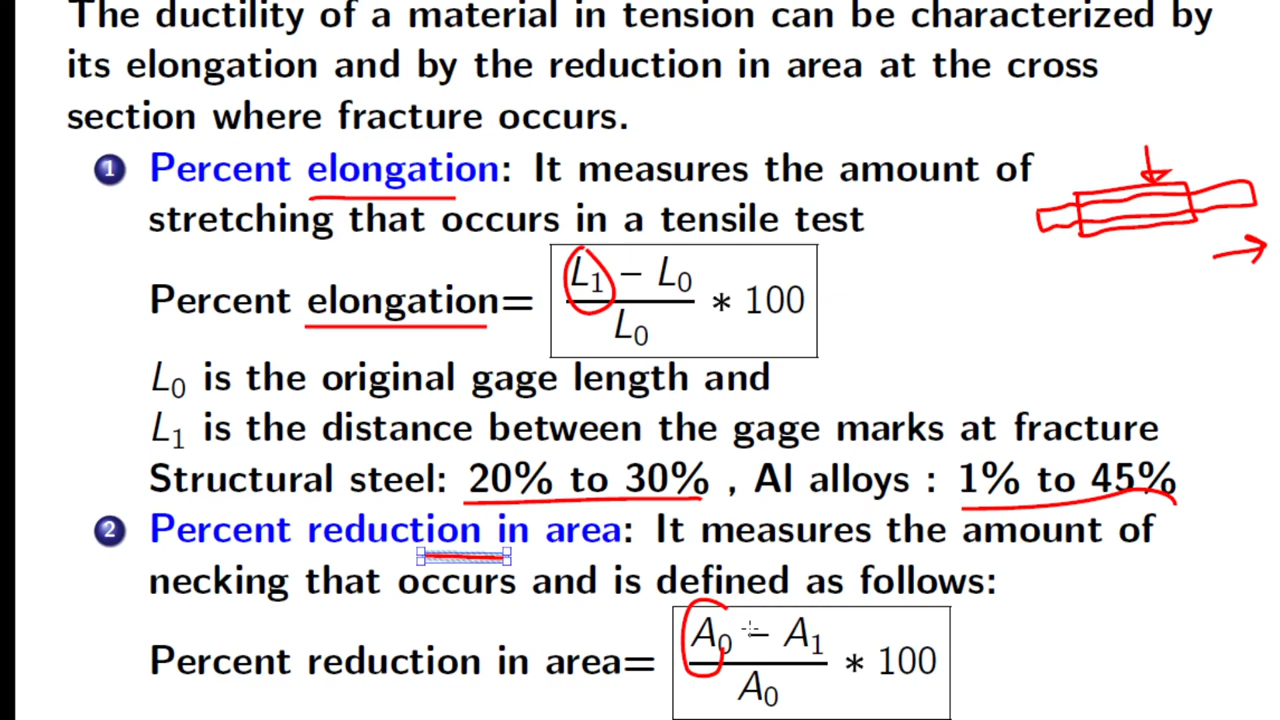 The ductility of a material in tension can be characterized by
its elongation and by the reduction in area at the cross
section where fracture occurs.
1 Percent elongation: It measures the amount of
stretching that occurs in a tensile test
Percent elongation= L₁ − L₀ / L₀ ∗ 100
L₀ is the original gage length and
L₁ is the distance between the gage marks at fracture
Structural steel: 20% to 30% , Al alloys : 1% to 45%
2 Percent reduction in area: It measures the amount of
necking that occurs and is defined as follows:
Percent reduction in area= A₀ − A₁ / A₀ ∗ 100